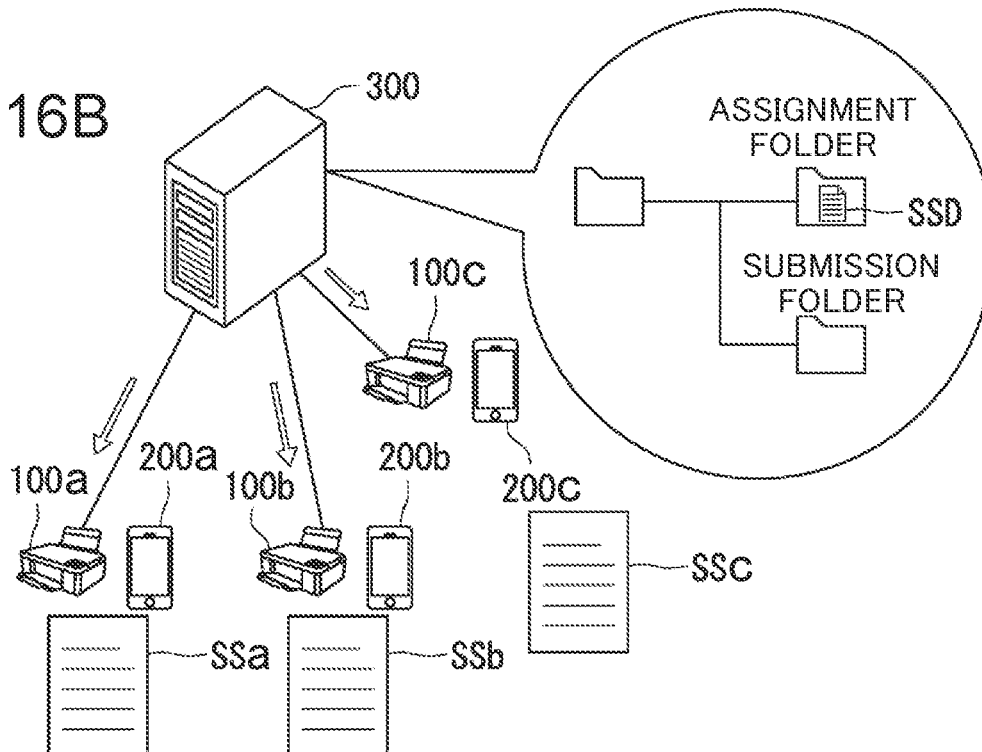 16B
300
ASSIGNMENT
FOLDER
SSD
SUBMISSION
FOLDER
100c
200c
100a
200a
100b
200b
SSc
SSa
SSb